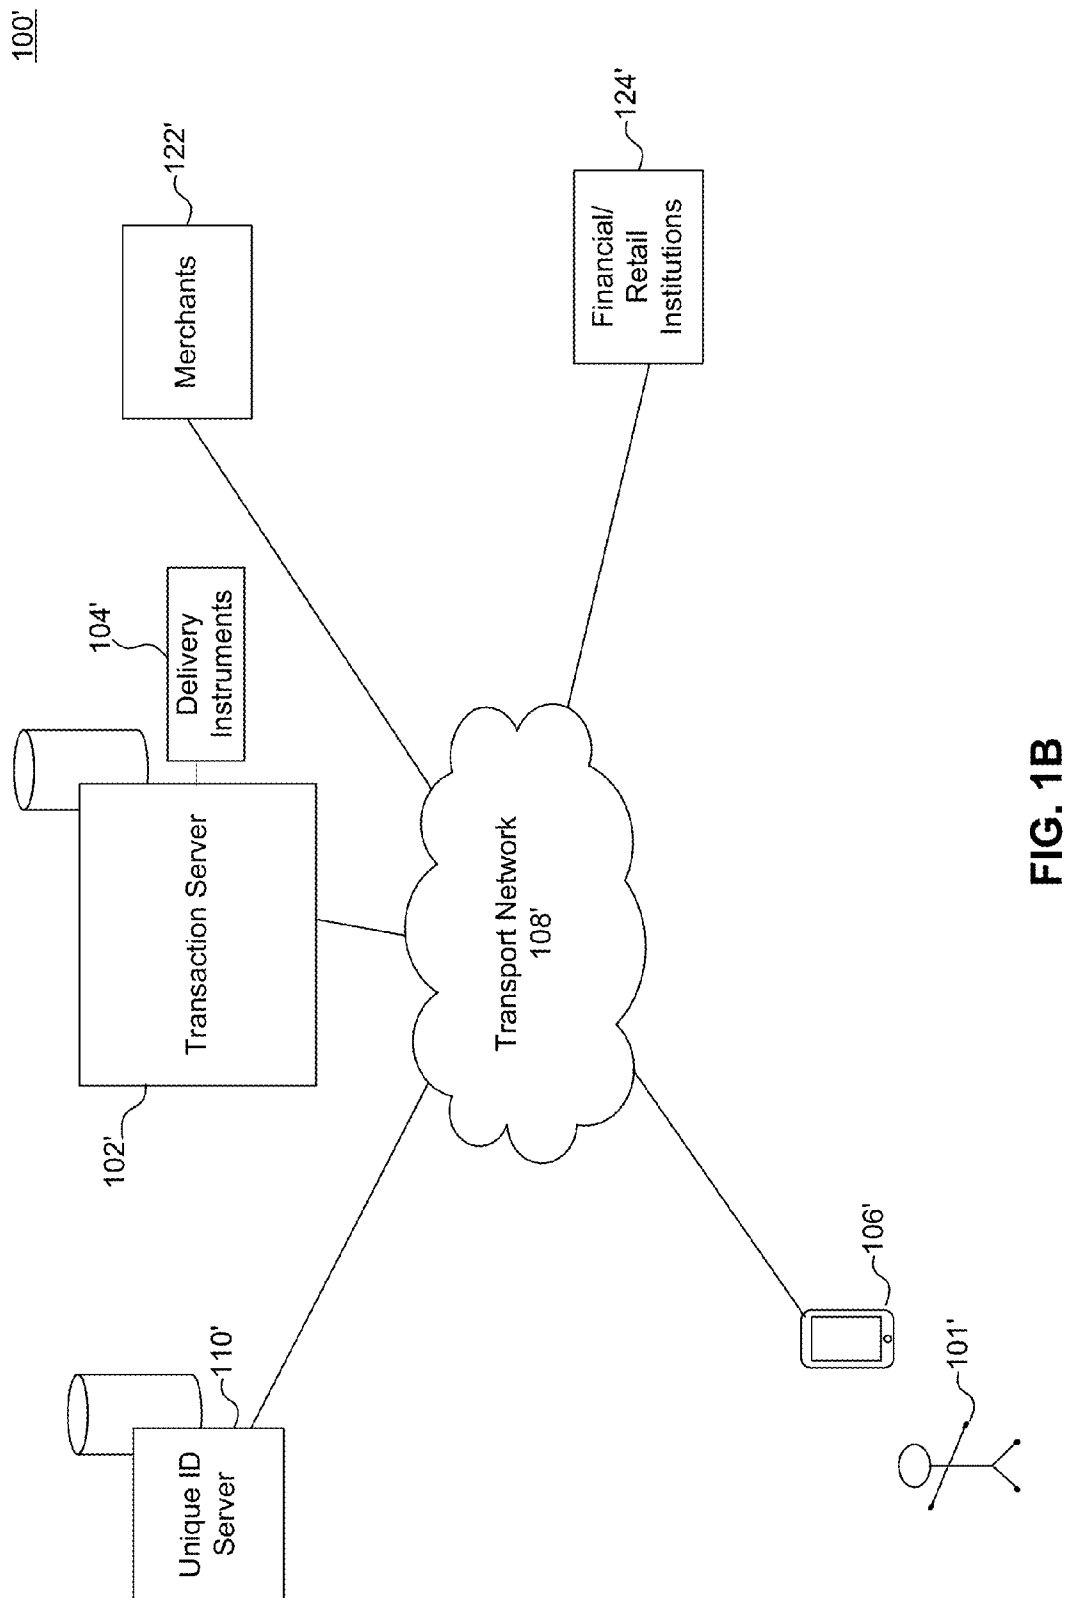 100'
Unique ID
Server
110'
102'
Transaction Server
104'
Delivery
Instruments
Merchants
122'
Transport Network
108'
Financial/
Retail
Institutions
124'
106'
101'
FIG. 1B